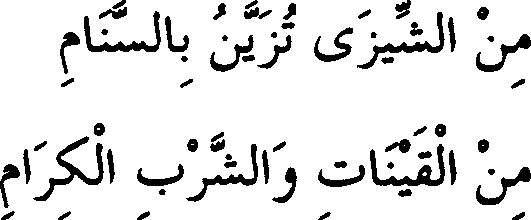 مِنْ الشِّيزَى تُزَيَّنُ بِالسَّنَامِ
مِنْ الْقَيْنَاتِ وَالشَّرْبِ الْكِرَامِ